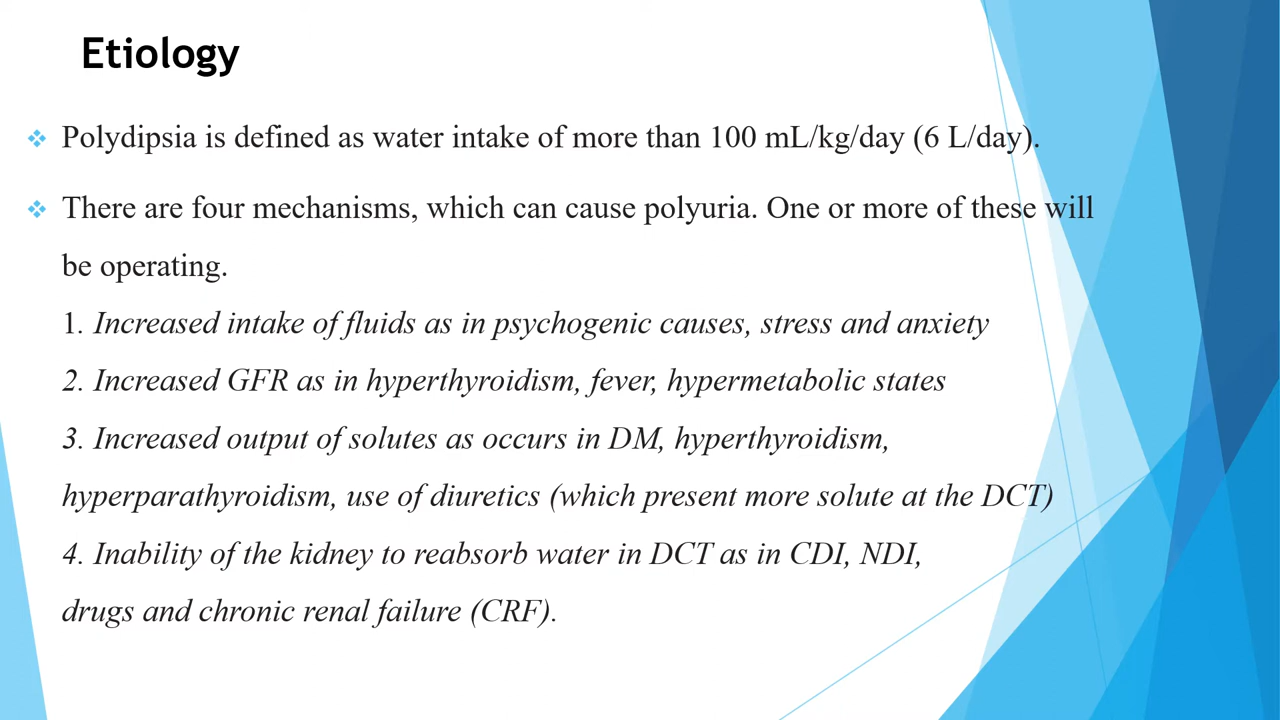 Etiology
Polydipsia is defined as water intake of more than 100 mL/kg/day (6 L/day).
There are four mechanisms, which can cause polyuria. One or more of these will
be operating.
1. Increased intake of fluids as in psychogenic causes, stress and anxiety
2. Increased GFR as in hyperthyroidism, fever, hypermetabolic states
3. Increased output of solutes as occurs in DM, hyperthyroidism,
hyperparathyroidism, use of diuretics (which present more solute at the DCT)
4. Inability of the kidney to reabsorb water in DCT as in CDI, NDI,
drugs and chronic renal failure (CRF).